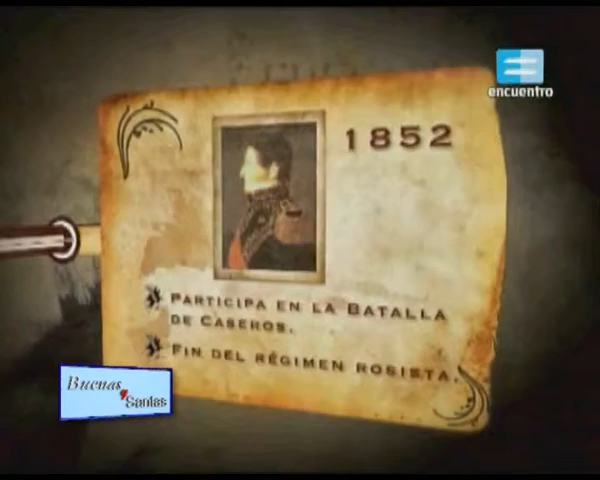 encuentro
1852
PARTICIPA EN LA BATALLA
DE CASEROS.
FIN DEL RÉGIMEN ROSISTA.
Buenas
y Santas